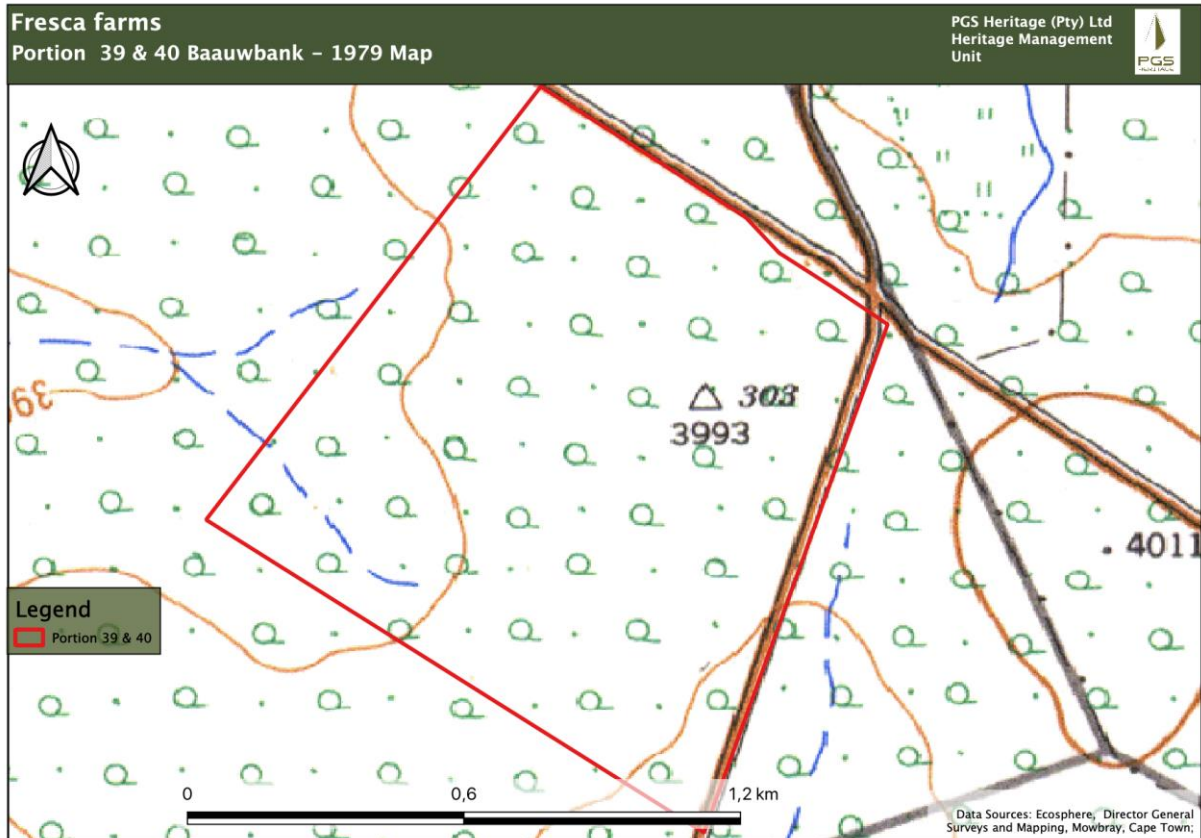 Fresca farms
Portion 39 & 40 Baauwbank – 1979 Map
PGS Heritage (Pty) Ltd
Heritage Management
Unit
PGS
HERITAGE
3993
4011
Legend
Portion 39 & 40
0
0,6
1,2 km
Data Sources: Ecosphere, Director General
Surveys and Mapping, Mowbray, Cape Town: